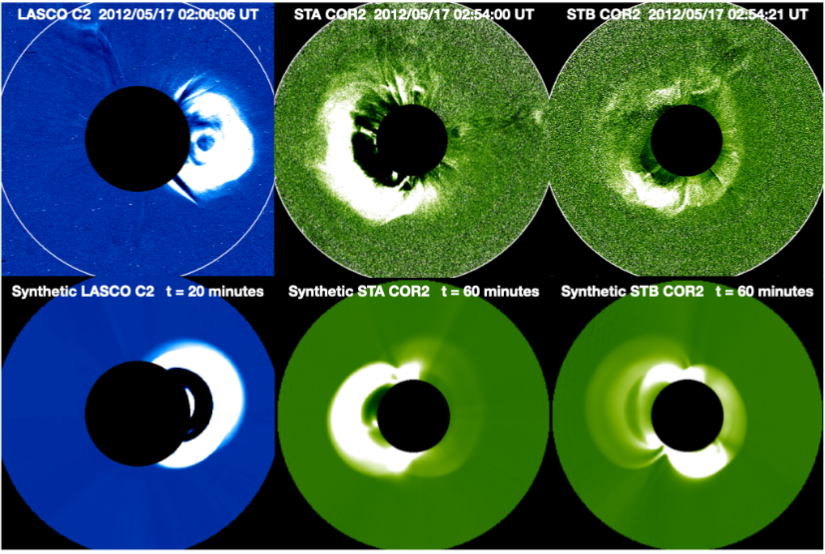 LASCO C2 2012/05/17 02:00:06 UT
STA COR2 2012/05/17 02:54:00 UT
STB COR2 2012/05/17 02:54:21 UT
Synthetic LASCO C2 t = 20 minutes
Synthetic STA COR2 t = 60 minutes
Synthetic STB COR2 t = 60 minutes